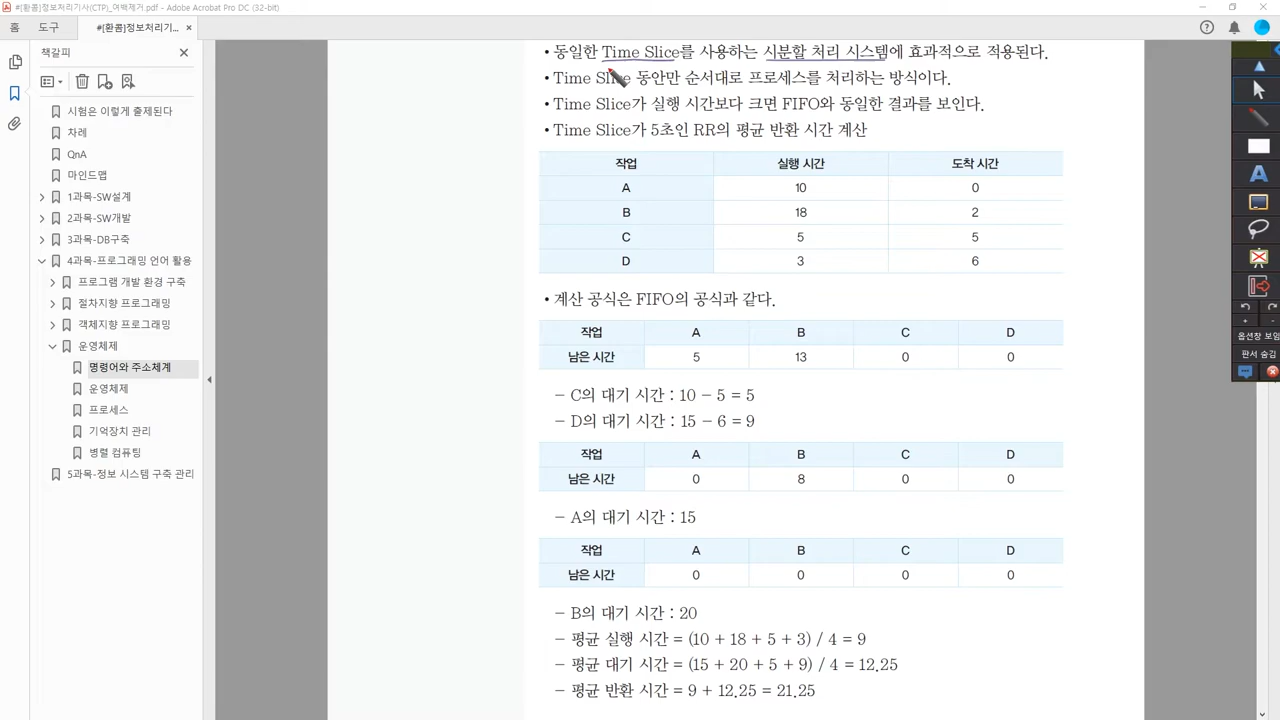 #[환콤]정보처리기사(CTP)_여백제거.pdf - Adobe Acrobat Pro DC (32-bit)
홈 도구 #[환콤]정보처리기... ×
책갈피
시험은 이렇게 출제된다
차례
QnA
마인드맵
1과목-SW설계
2과목-SW개발
3과목-DB구축
4과목-프로그래밍 언어 활용
프로그램 개발 환경 구축
절차지향 프로그래밍
객체지향 프로그래밍
운영체제
명령어와 주소체계
운영체제
프로세스
기억장치 관리
병렬 컴퓨팅
5과목-정보 시스템 구축 관리
• 동일한 Time Slice를 사용하는 시분할 처리 시스템에 효과적으로 적용된다.
• Time Slice 동안만 순서대로 프로세스를 처리하는 방식이다.
• Time Slice가 실행 시간보다 크면 FIFO와 동일한 결과를 보인다.
• Time Slice가 5초인 RR의 평균 반환 시간 계산
작업 실행 시간 도착 시간
A 10 0
B 18 2
C 5 5
D 3 6
• 계산 공식은 FIFO의 공식과 같다.
작업 A B C D
남은 시간 5 13 0 0
– C의 대기 시간 : 10 – 5 = 5
– D의 대기 시간 : 15 – 6 = 9
작업 A B C D
남은 시간 0 8 0 0
– A의 대기 시간 : 15
작업 A B C D
남은 시간 0 0 0 0
– B의 대기 시간 : 20
– 평균 실행 시간 = (10 + 18 + 5 + 3) / 4 = 9
– 평균 대기 시간 = (15 + 20 + 5 + 9) / 4 = 12.25
– 평균 반환 시간 = 9 + 12.25 = 21.25
A
옵션창 보임
판서 숨김